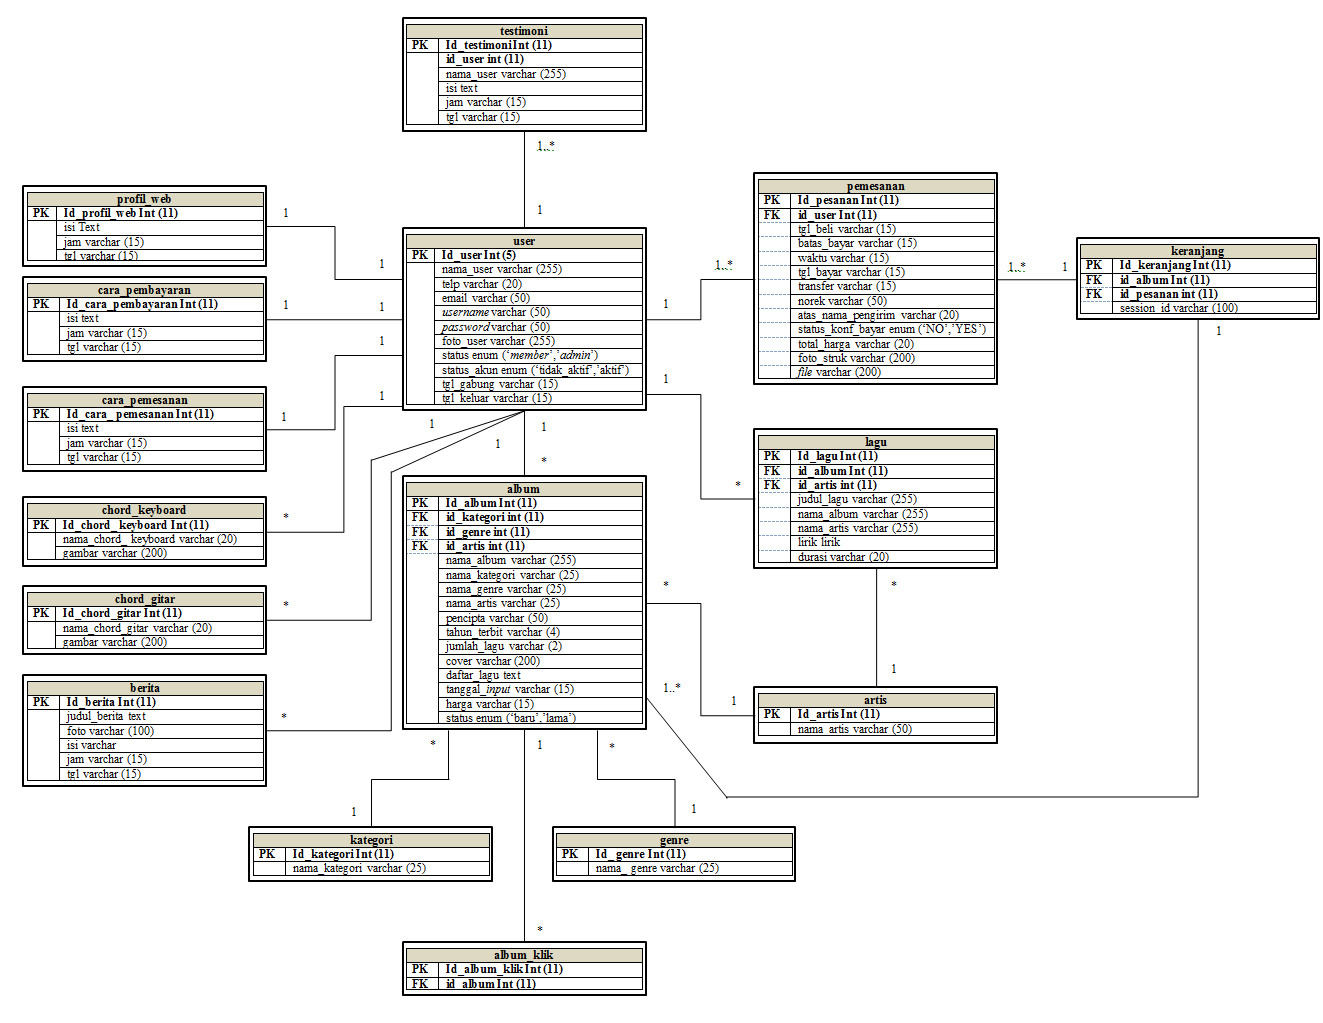 testimoni
PK Id_testimoni Int (11)
id_user int (11)
nama_user varchar (255)
isi text
jam varchar (15)
tgl varchar (15)
1..*
1
profil_web
PK Id_profil_web Int (11)
isi Text
jam varchar (15)
tgl varchar (15)
1
1
cara_pembayaran
PK Id_cara_pembayaran Int (11)
isi text
jam varchar (15)
tgl varchar (15)
1
1
cara_pemesanan
PK Id_cara_ pemesanan Int (11)
isi text
jam varchar (15)
tgl varchar (15)
1
1
chord_keyboard
PK Id_chord_ keyboard Int (11)
nama_chord_ keyboard varchar (20)
gambar varchar (200)
*
1
chord_gitar
PK Id_chord_gitar Int (11)
nama_chord_gitar varchar (20)
gambar varchar (200)
*
1
berita
PK Id_berita Int (11)
judul_berita text
foto varchar (100)
isi varchar
jam varchar (15)
tgl varchar (15)
*
1
user
PK Id_user Int (5)
nama_user varchar (255)
telp varchar (20)
email varchar (50)
username varchar (50)
password varchar (50)
foto_user varchar (255)
status enum (‘member’,’admin’)
status_akun enum (‘tidak_aktif’,’aktif’)
tgl_gabung varchar (15)
tgl_keluar varchar (15)
1
*
album
PK Id_album Int (11)
FK id_kategori int (11)
FK id_genre int (11)
FK id_artis int (11)
nama_album varchar (255)
nama_kategori varchar (25)
nama_genre varchar (25)
nama_artis varchar (25)
pencipta varchar (50)
tahun_terbit varchar (4)
jumlah_lagu varchar (2)
cover varchar (200)
daftar_lagu text
tanggal_input varchar (15)
harga varchar (15)
status enum (‘baru’,’lama’)
1
1..*
pemesanan
PK Id_pesanan Int (11)
FK id_user Int (11)
tgl_beli varchar (15)
batas_bayar varchar (15)
waktu varchar (15)
tgl_bayar varchar (15)
transfer varchar (15)
norek varchar (50)
atas_nama_pengirim varchar (20)
status_konf_bayar enum (‘NO’,’YES’)
total_harga varchar (20)
foto_struk varchar (200)
file varchar (200)
1..*
1
keranjang
PK Id_keranjang Int (11)
FK id_album Int (11)
FK id_pesanan int (11)
session_id varchar (100)
1
1..*
1
*
lagu
PK Id_lagu Int (11)
FK id_album Int (11)
FK id_artis int (11)
judul_lagu varchar (255)
nama_album varchar (255)
nama_artis varchar (255)
lirik lirik
durasi varchar (20)
*
1
*
1
artis
PK Id_artis Int (11)
nama_artis varchar (50)
*
1
*
1
kategori
PK Id_kategori Int (11)
nama_kategori varchar (25)
genre
PK Id_ genre Int (11)
nama_ genre varchar (25)
1
*
album_klik
PK Id_album_klik Int (11)
FK id_album Int (11)